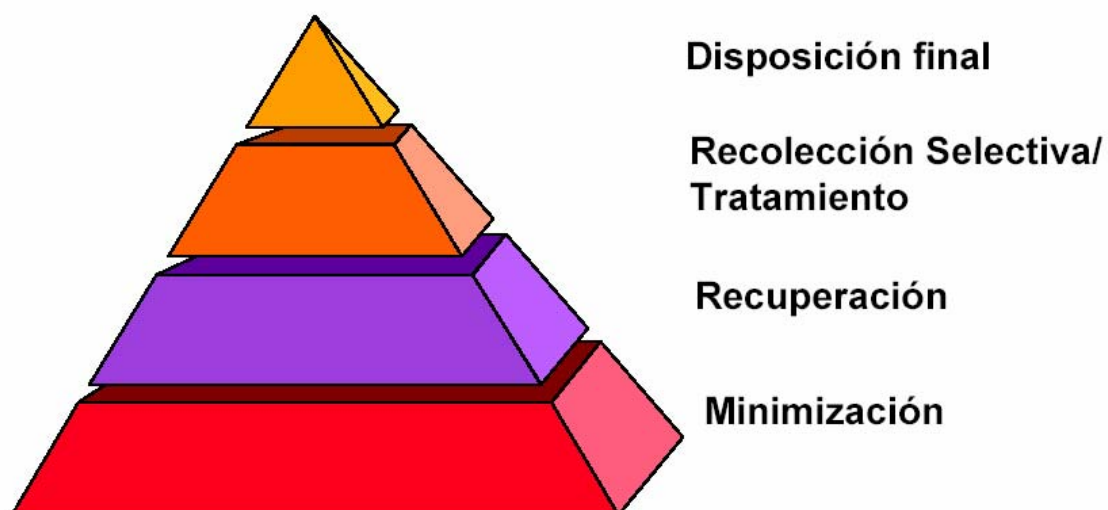 Disposición final
Recolección Selectiva/
Tratamiento
Recuperación
Minimización